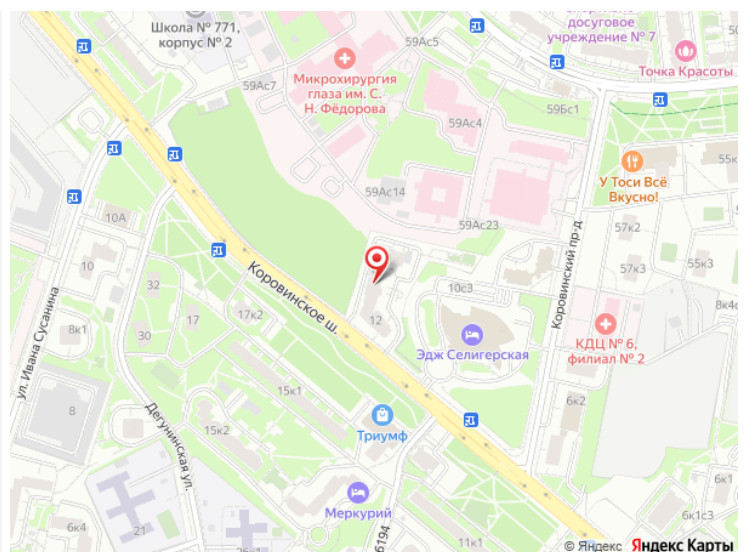 досуговое
учреждение № 7
Школа № 771,
корпус № 2
59Ас5
Точка Красоты
59Ас7
Микрохирургия
глаза им. С.
Н. Фёдорова
59Бс1
59Ас4
55к
У Тоси Всё
Вкусно!
59Ас14
10А
59Ас23
57к2
10
32
Коровинское ш.
10с3
57к3
55к3
Коровинский пр-д
ул. Ивана Сусанина
8к1
30
17
17к2
12
8к4с
Эдж Селигерская
КДЦ № 6,
филиал № 2
15к1
8
Дегунинская ул.
15к2
Триумф
6к2
Меркурий
6194
6к4
21
11к1
6к1с3
6к1
© Яндекс Яндекс Карты